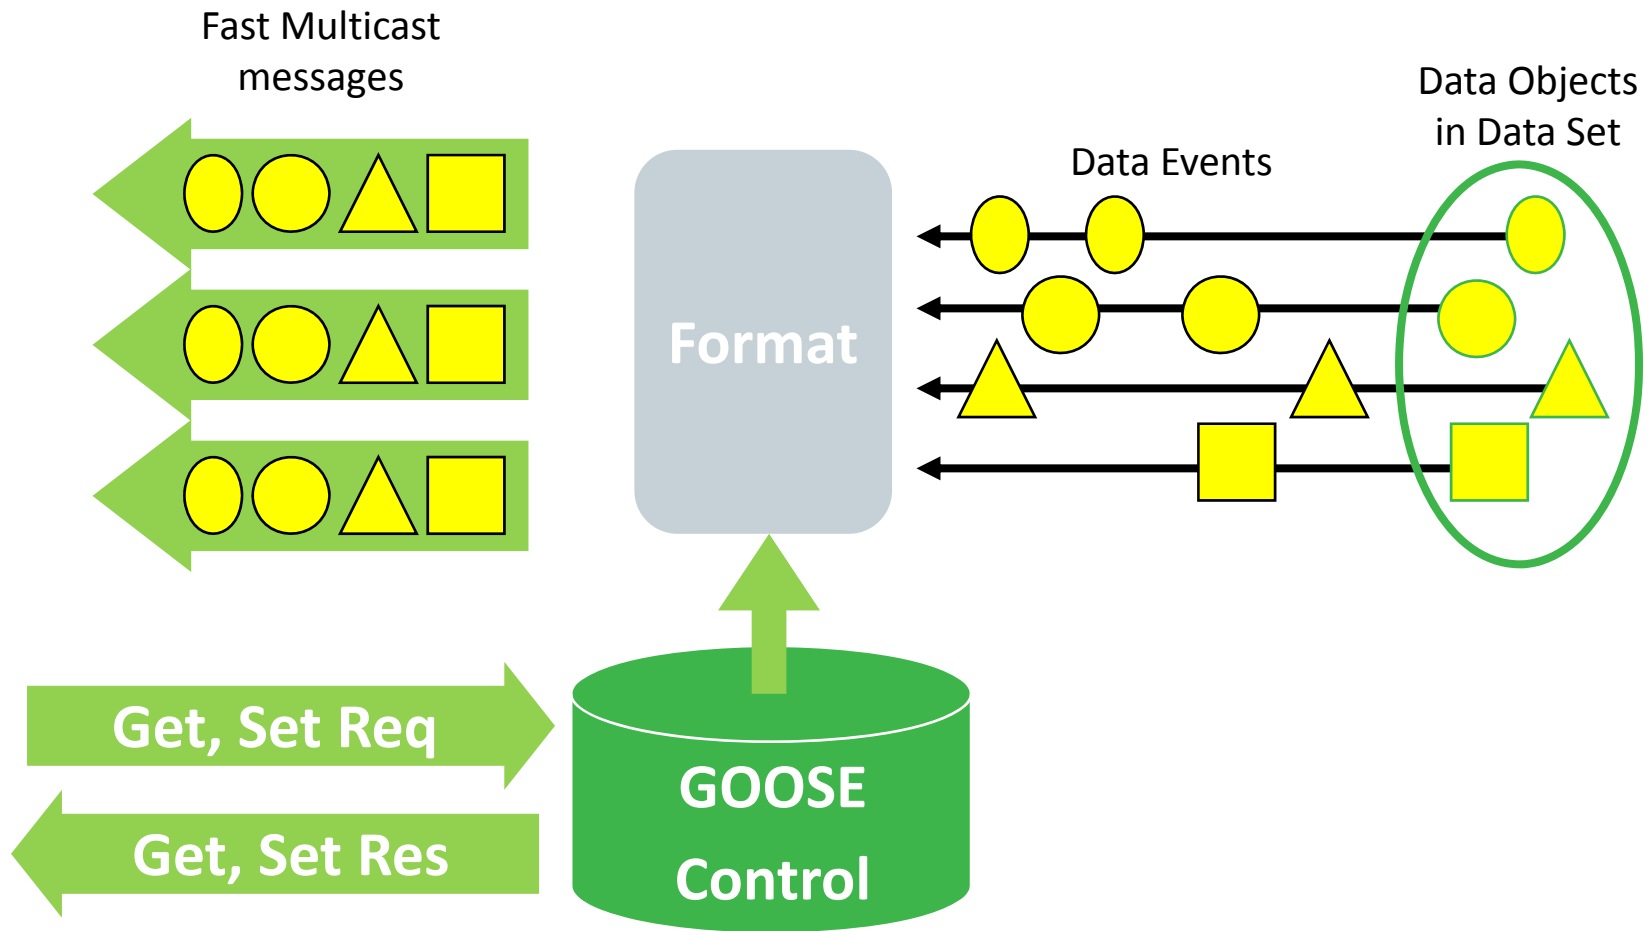 Fast Multicast
messages
Data Objects
in Data Set
Data Events
Format
Get, Set Req
GOOSE
Control
Get, Set Res